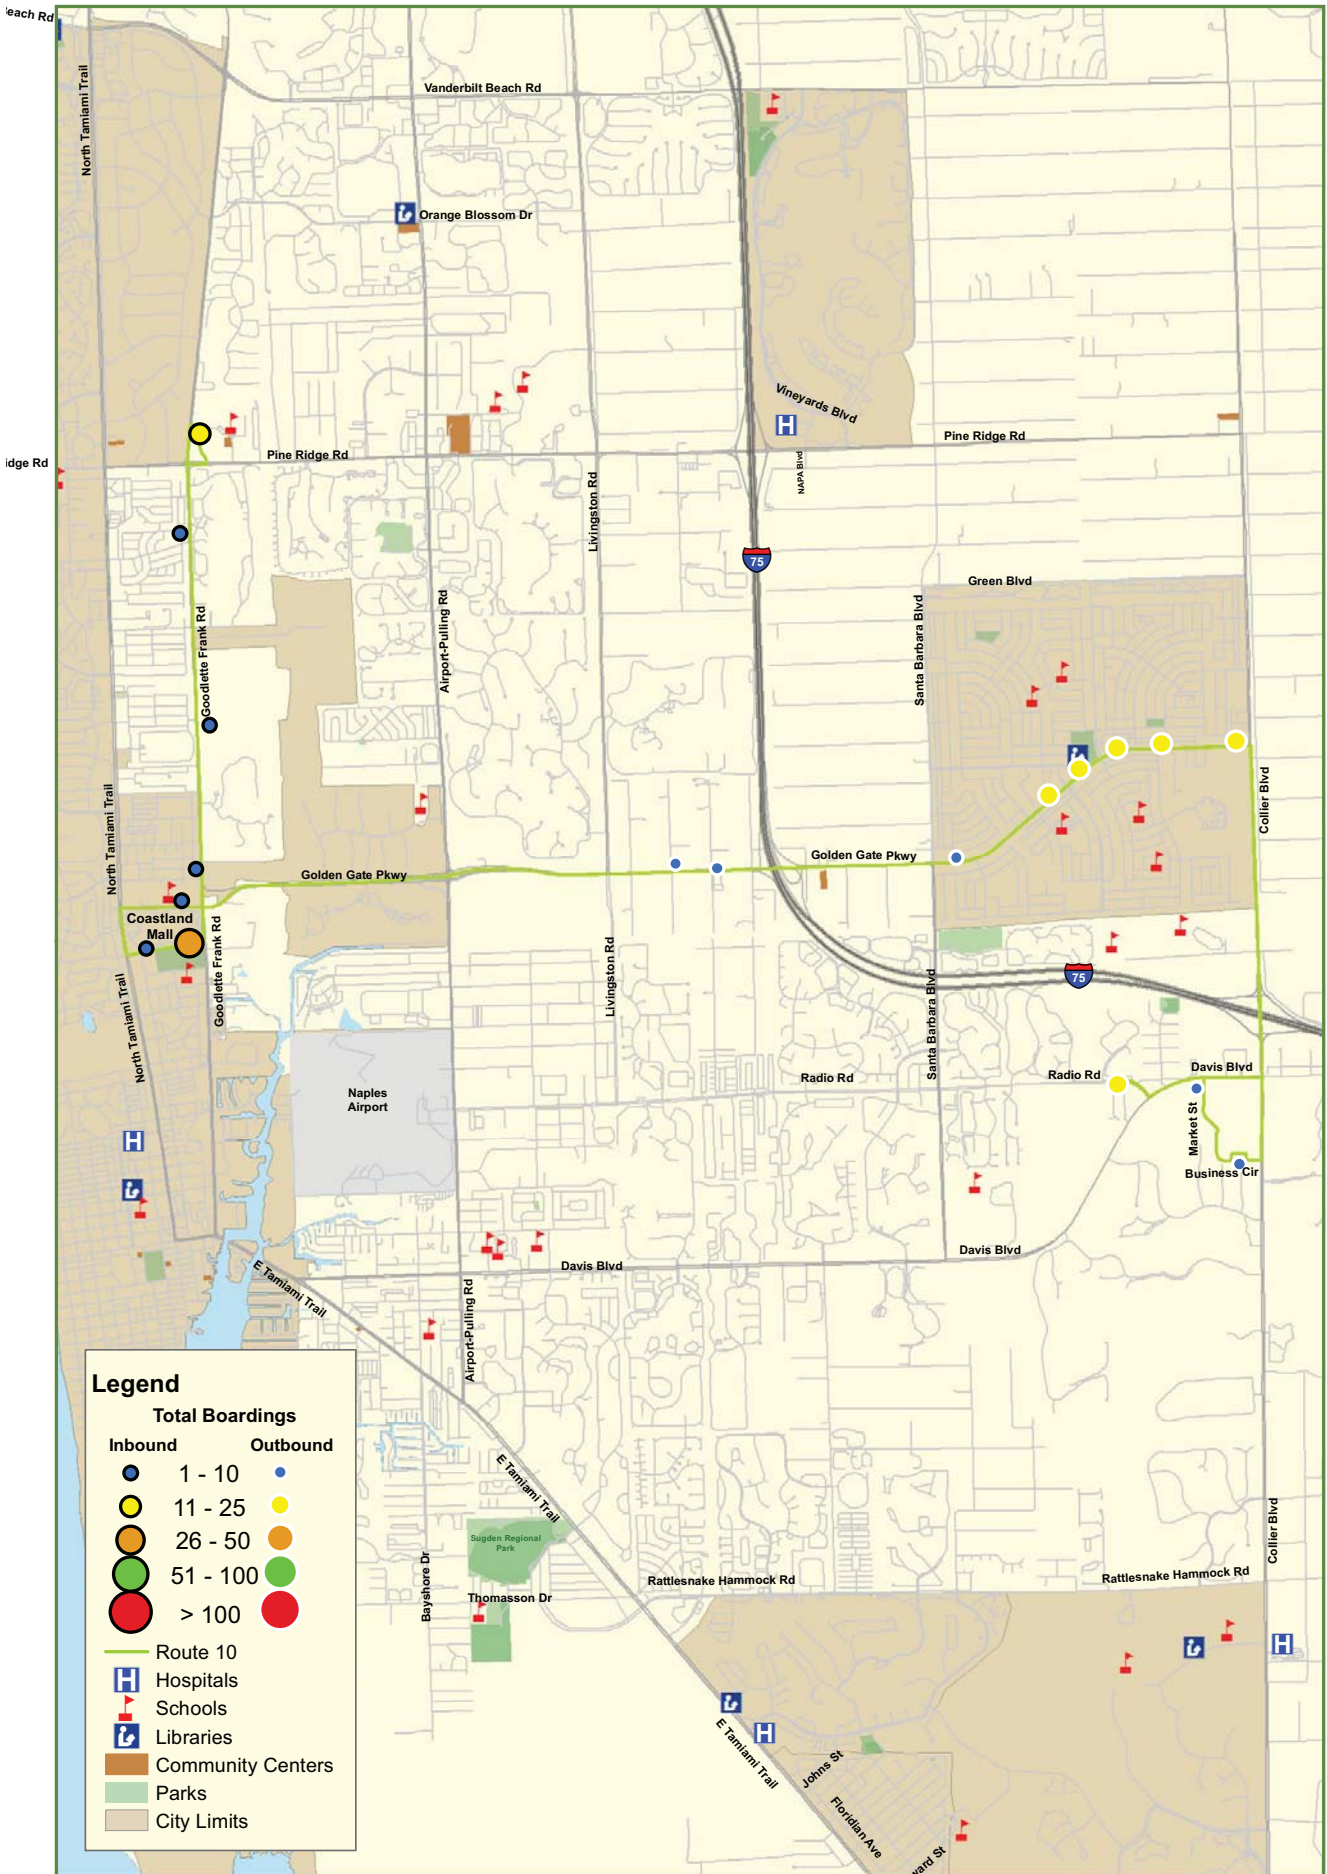 Beach Rd
North Tamiami Trail
Vanderbilt Beach Rd
Orange Blossom Dr
Vineyards Blvd
H
Pine Ridge Rd
idge Rd
Pine Ridge Rd
NAPA Blvd
Livingston Rd
75
Green Blvd
Santa Barbara Blvd
Airport-Pulling Rd
Goodlette Frank Rd
Collier Blvd
North Tamiami Trail
Golden Gate Pkwy
Golden Gate Pkwy
Coastland
Mall
Goodlette Frank Rd
Livingston Rd
75
North Tamiami Trail
Santa Barbara Blvd
Radio Rd
Radio Rd
Davis Blvd
Naples
Airport
Market St
H
Business Cir
Davis Blvd
Davis Blvd
E Tamiami Trail
Airport-Pulling Rd
Legend
Total Boardings
Inbound Outbound
1 - 10
11 - 25
26 - 50
51 - 100
> 100
Route 10
H Hospitals
Schools
Libraries
Community Centers
Parks
City Limits
E Tamiami Trail
Sugden Regional
Park
Collier Blvd
Bayshore Dr
Rattlesnake Hammock Rd
Rattlesnake Hammock Rd
Thomasson Dr
H
H
E Tamiami Trail
Johns St
Floridian Ave
ward St